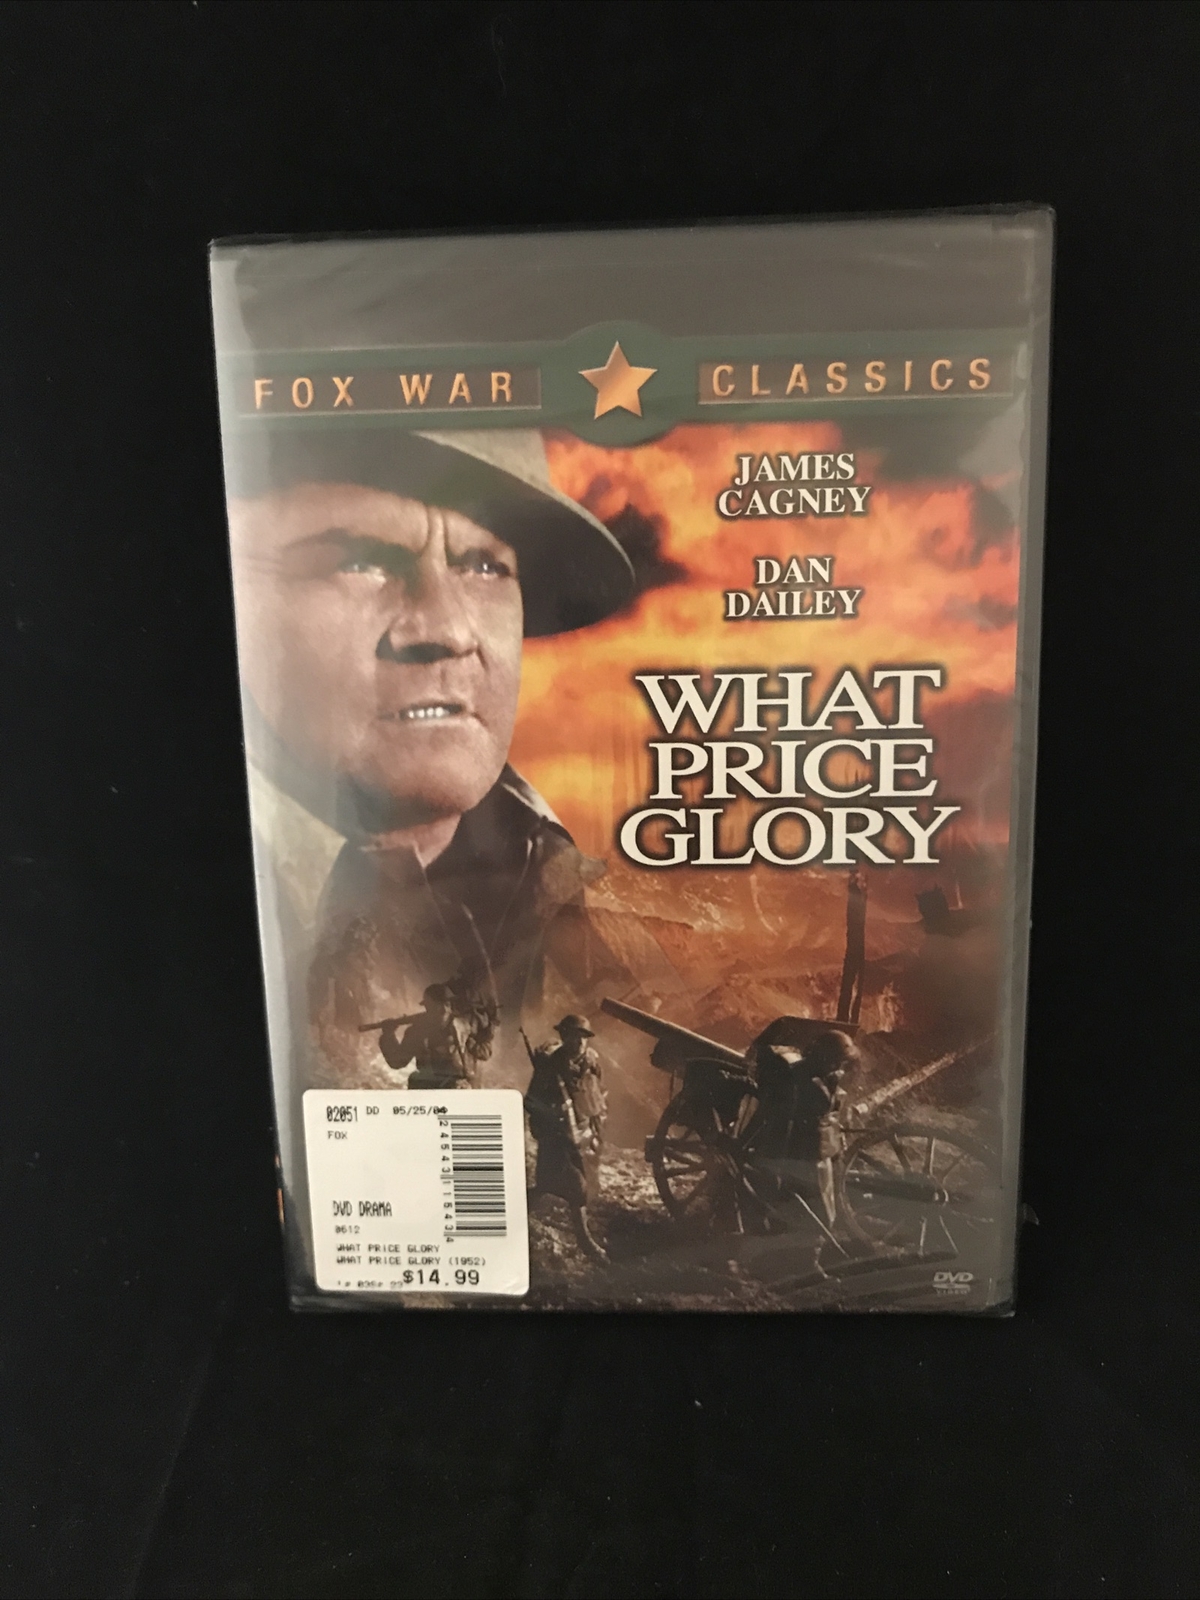 FOX WAR CLASSICS
JAMES
CAGNEY
DAN
DAILEY
WHAT
PRICE
GLORY
02051 DD 05/25/04
FOX
DVD DRAMA
0612
WHAT PRICE GLORY
WHAT PRICE GLORY (1952)
$14.99
DVD
VIDEO